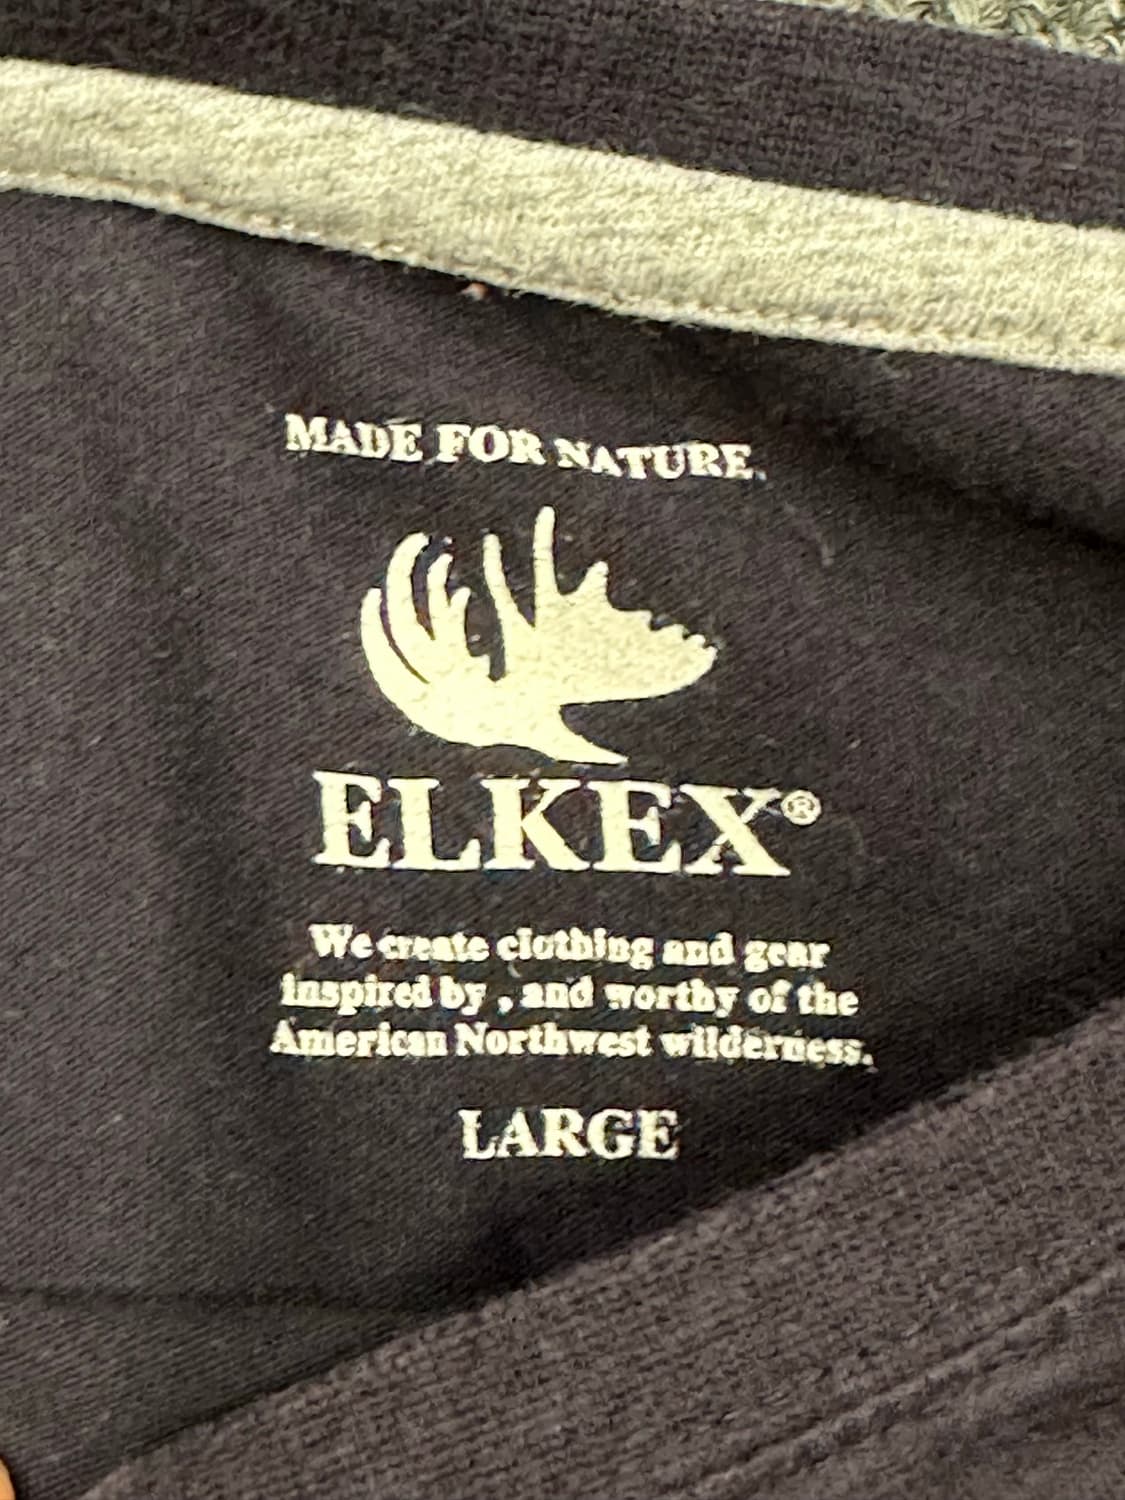 MADE FOR NATURE.
ELKEX®
We create clothing and gear
inspired by , and worthy of the
American Northwest wilderness.
LARGE